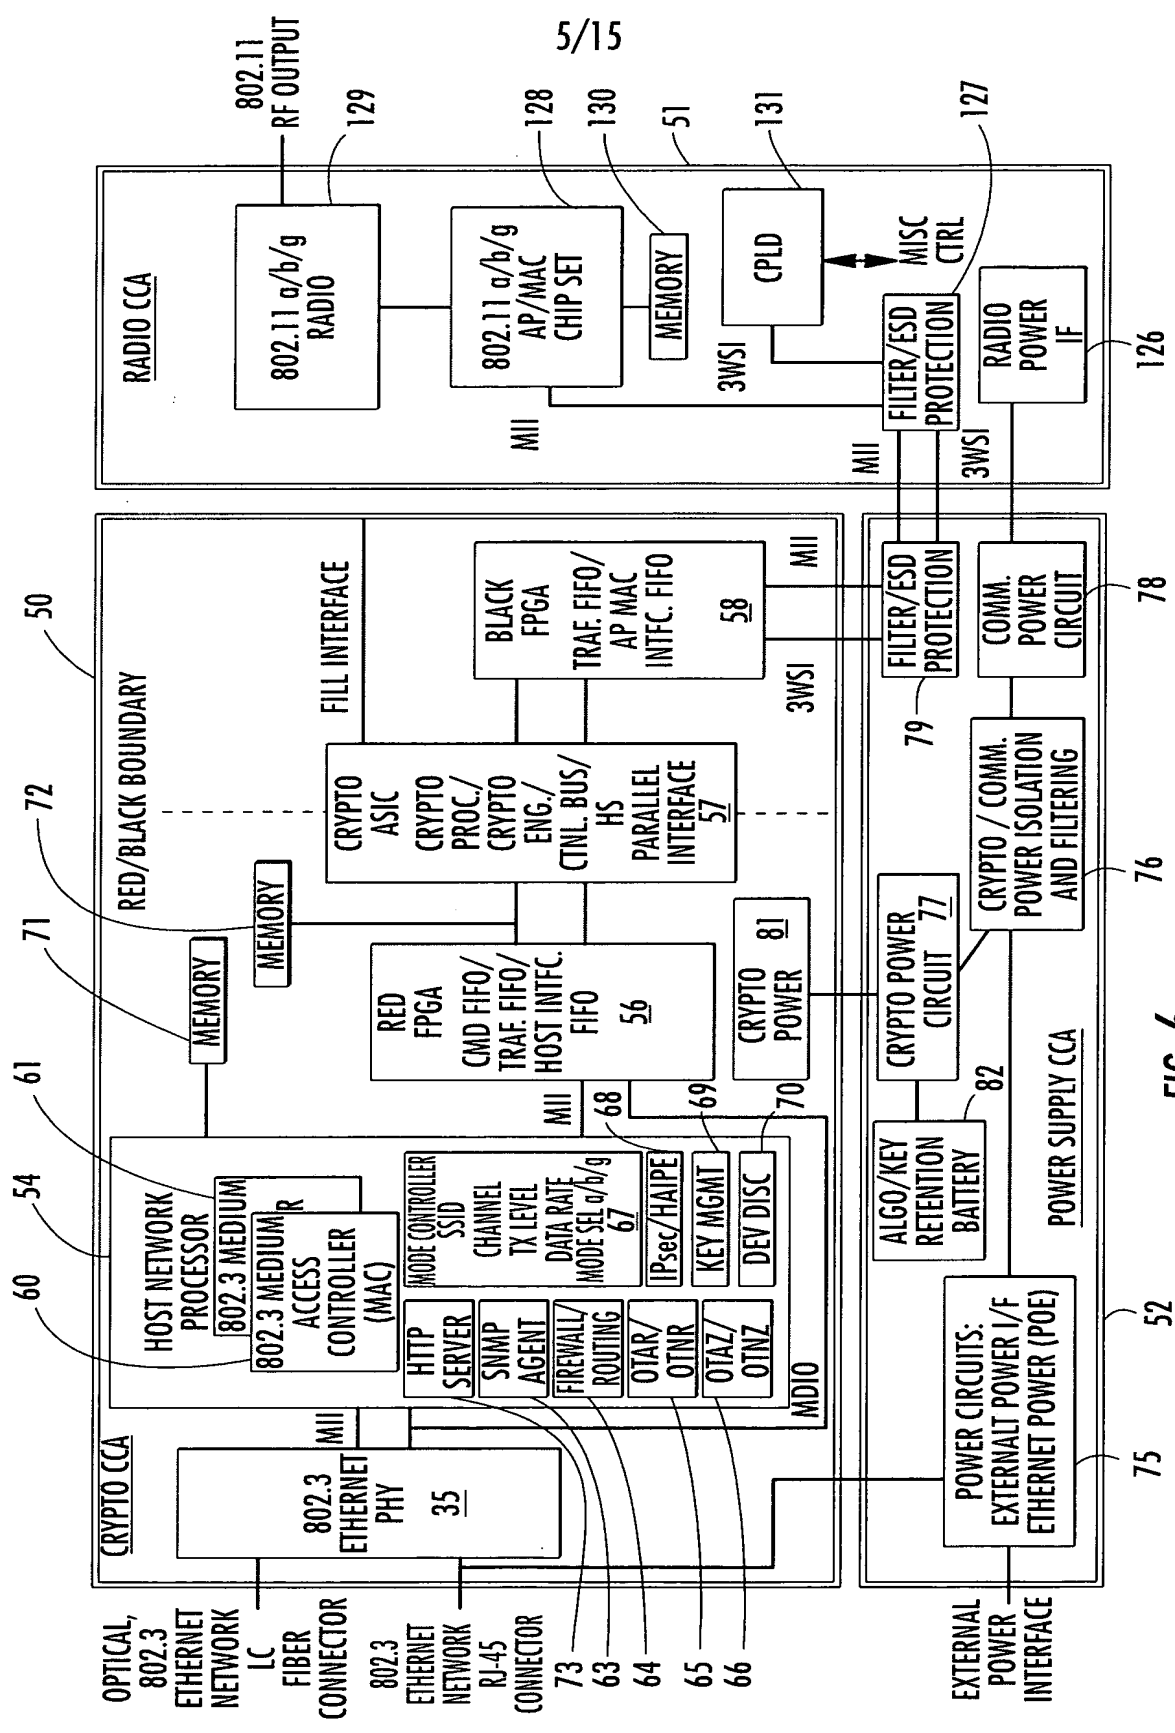 5/15
CRYPTO CCA
OPTICAL,
802.3
ETHERNET
NETWORK
LC
FIBER
CONNECTOR
802.3
ETHERNET
NETWORK
RJ-45
CONNECTOR
802.3
ETHERNET
PHY
35
MII
MDIO
60
54
61
HOST NETWORK
PROCESSOR
802.3 MEDIUM
R
802.3 MEDIUM
ACCESS
CONTROLLER
(MAC)
HTTP
SERVER
SNMP
AGENT
FIREWALL/
ROUTING
OTAR/
OTNR
OTAZ/
OTNZ
73
63
64
65
66
MODE CONTROLLER
SSID
CHANNEL
TX LEVEL
DATA RATE
MODE SEL a/b/g
67
IPsec/HAIPE
KEY MGMT
DEV DISC
68
69
70
MII
71
MEMORY
72
MEMORY
RED
FPGA
CMD FIFO/
TRAF. FIFO/
HOST INTFC.
FIFO
56
CRYPTO
POWER
81
RED/BLACK BOUNDARY
50
CRYPTO
ASIC
CRYPTO
PROC./
CRYPTO
ENG./
CTNL. BUS/
HS
PARALLEL
INTERFACE
57
FILL INTERFACE
BLACK
FPGA
TRAF. FIFO/
AP MAC
INTFC. FIFO
58
3WSI
MII
EXTERNAL
POWER
INTERFACE
POWER CIRCUITS:
EXTERNALT POWER I/F
ETHERNET POWER (POE)
75
52
POWER SUPPLY CCA
ALGO/KEY
RETENTION
BATTERY
82
CRYPTO POWER
CIRCUIT
77
CRYPTO / COMM.
POWER ISOLATION
AND FILTERING
76
FILTER/ESD
PROTECTION
79
COMM.
POWER
CIRCUIT
78
RADIO CCA
802.11
RF OUTPUT
802.11 a/b/g
RADIO
129
802.11 a/b/g
AP/MAC
CHIP SET
128
MEMORY
130
51
CPLD
131
MISC
CTRL
MII
3WSI
FILTER/ESD
PROTECTION
127
MII
3WSI
RADIO
POWER
IF
126